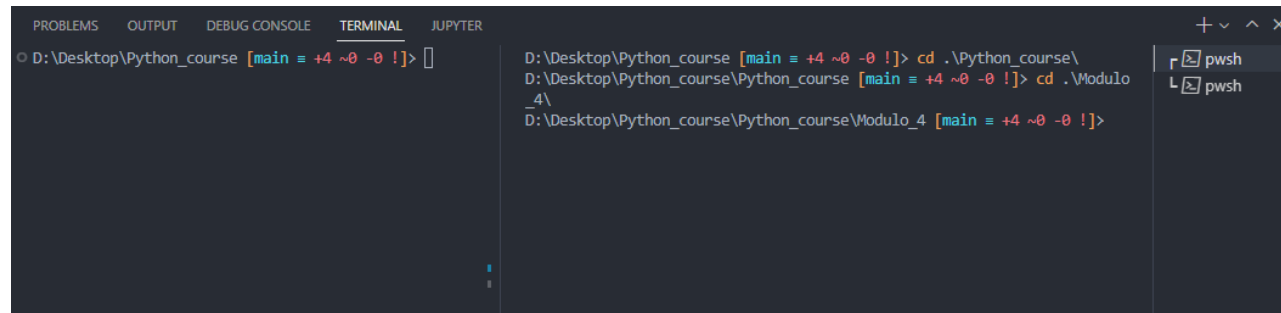 PROBLEMS OUTPUT DEBUG CONSOLE TERMINAL JUPYTER
D:\Desktop\Python_course [main ≡ +4 ~0 -0 !]>
D:\Desktop\Python_course [main ≡ +4 ~0 -0 !]> cd .\Python_course\
D:\Desktop\Python_course\Python_course [main ≡ +4 ~0 -0 !]> cd .\Modulo
_4\
D:\Desktop\Python_course\Python_course\Modulo_4 [main ≡ +4 ~0 -0 !]>
pwsh
pwsh